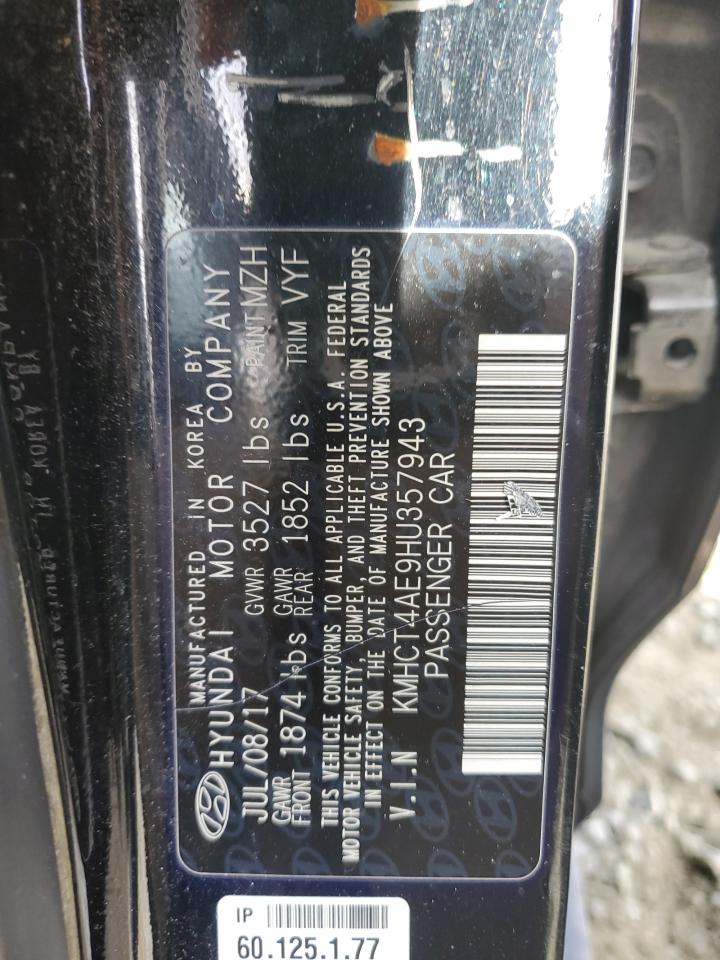 MANUFACTURED IN KOREA BY
HYUNDAI MOTOR COMPANY
JUL/08/17 GVWR 3527 lbs PAINT MZH
GAWR FRONT 1874 lbs GAWR REAR 1852 lbs TRIM VYF
THIS VEHICLE CONFORMS TO ALL APPLICABLE U.S.A. FEDERAL
MOTOR VEHICLE SAFETY, BUMPER, AND THEFT PREVENTION STANDARDS
IN EFFECT ON THE DATE OF MANUFACTURE SHOWN ABOVE
V.I.N KMHCT4AE9HU357943
PASSENGER CAR
IP
60.125.1.77